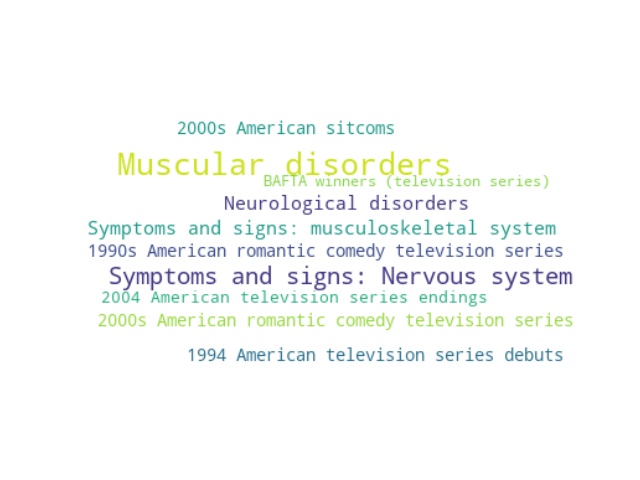 2000s American sitcoms
Muscular disorders
BAFTA winners (television series)
Neurological disorders
Symptoms and signs: musculoskeletal system
1990s American romantic comedy television series
Symptoms and signs: Nervous system
2004 American television series endings
2000s American romantic comedy television series
1994 American television series debuts